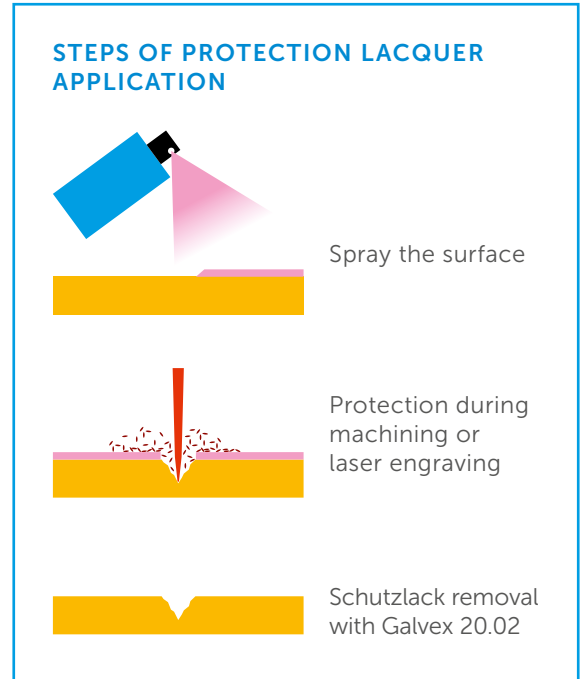 STEPS OF PROTECTION LACQUER
APPLICATION
Spray the surface
Protection during
machining or
laser engraving
Schutzlack removal
with Galvex 20.02